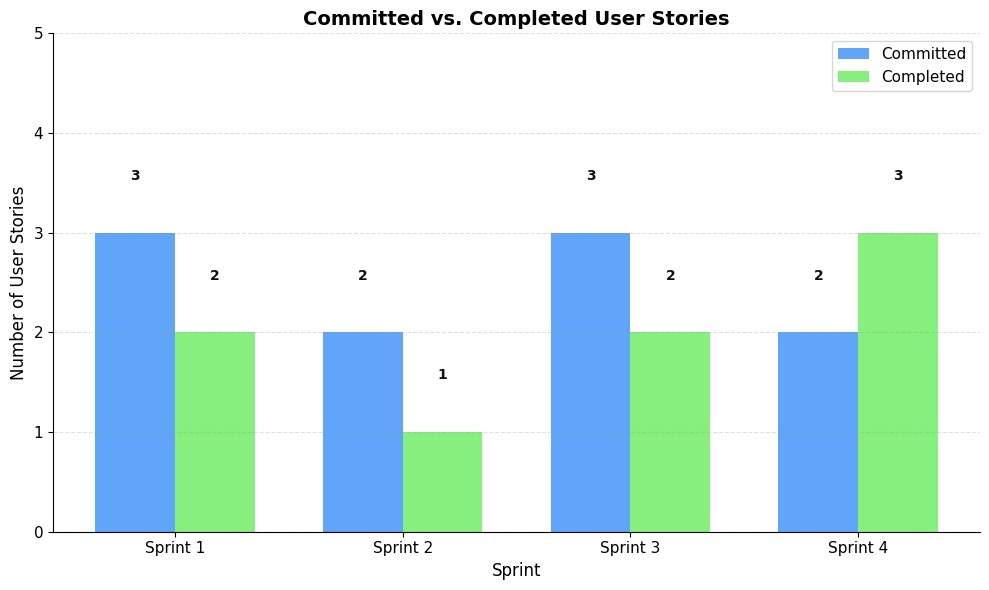 Committed vs. Completed User Stories
Committed
Completed
Number of User Stories
5
4
3
2
1
0
3
2
2
1
3
2
2
3
Sprint 1
Sprint 2
Sprint 3
Sprint 4
Sprint